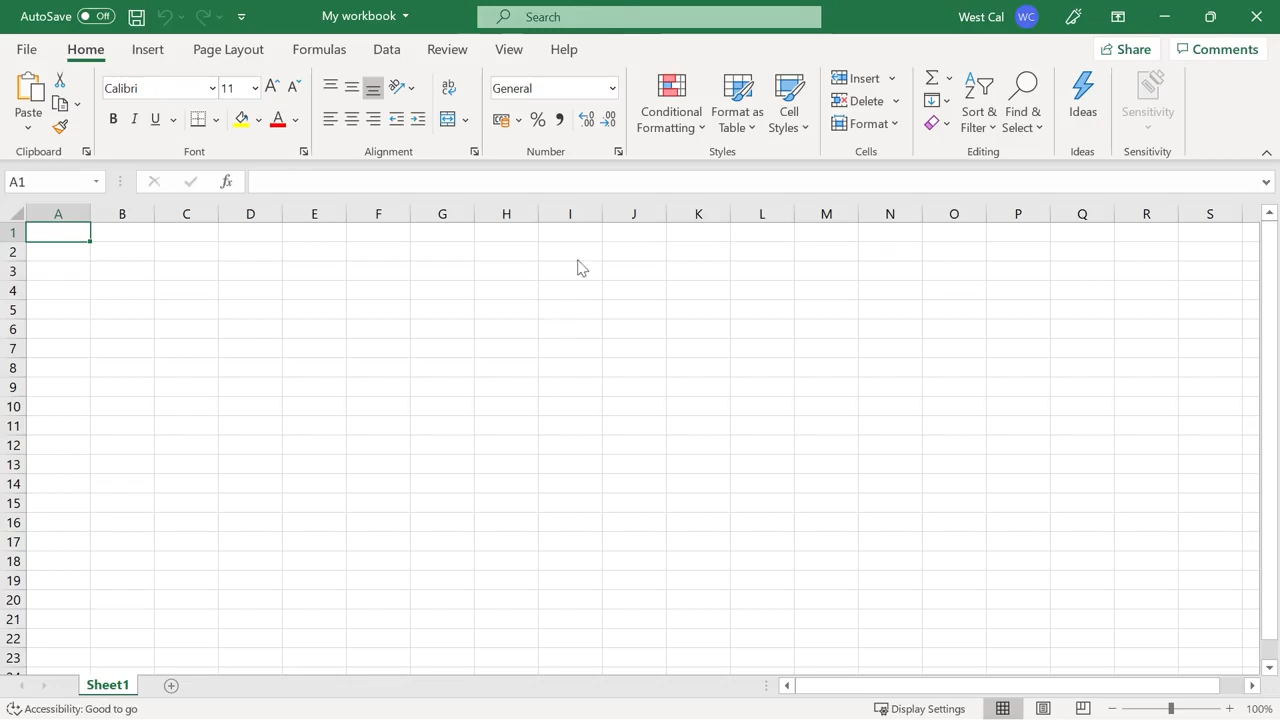 AutoSave Off My workbook Search West Cal WC
File Home Insert Page Layout Formulas Data Review View Help Share Comments
Paste
Calibri 11
B I U A
General
Conditional Formatting
Format as Table
Cell Styles
Insert
Delete
Format
Sort & Filter
Find & Select
Ideas
Sensitivity
Clipboard Font Alignment Number Styles Cells Editing Ideas Sensitivity
A1 fx
A B C D E F G H I J K L M N O P Q R S
1
2
3
4
5
6
7
8
9
10
11
12
13
14
15
16
17
18
19
20
21
22
23
Sheet1
Accessibility: Good to go Display Settings 100%